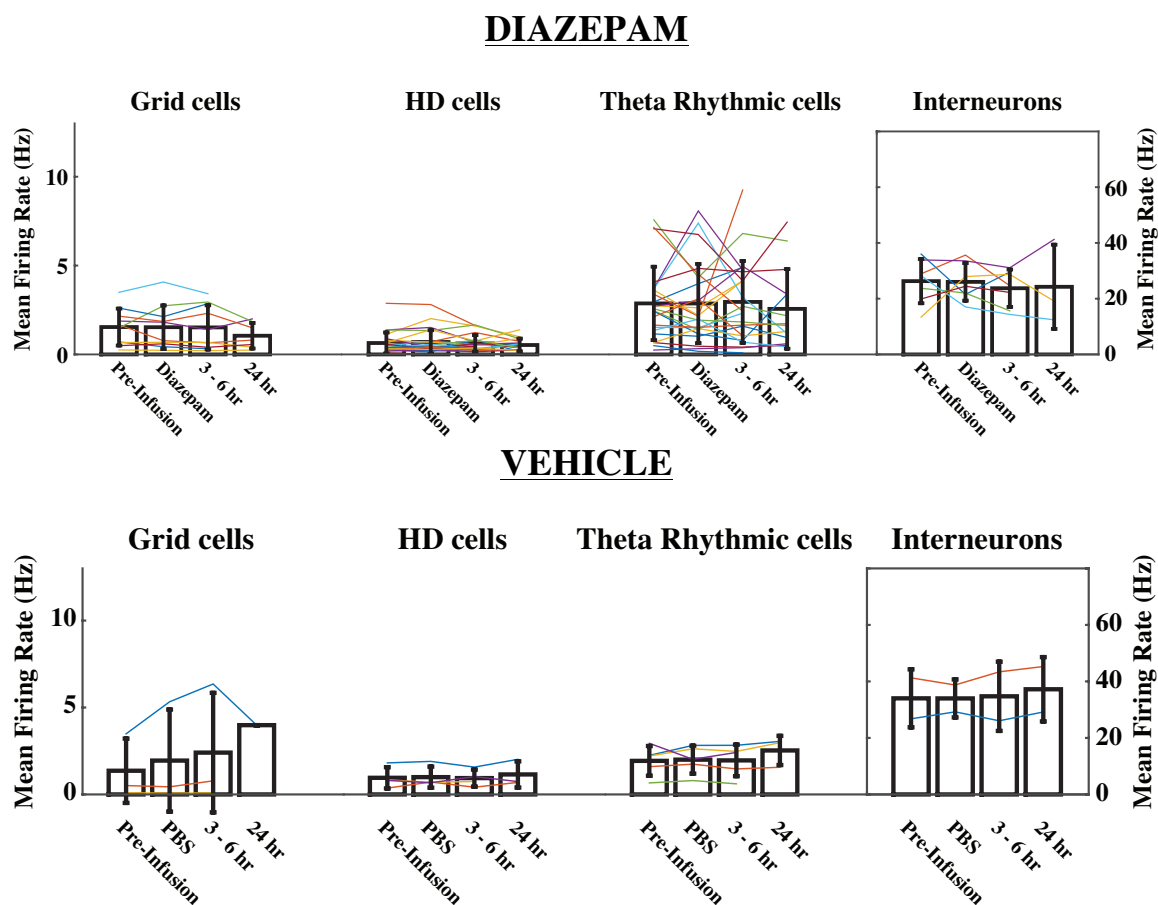 DIAZEPAM
Grid cells
HD cells
Theta Rhythmic cells
Interneurons
Mean Firing Rate (Hz)
10
5
0
Pre-Infusion
Diazepam
3 - 6 hr
24 hr
Pre-Infusion
Diazepam
3 - 6 hr
24 hr
Pre-Infusion
Diazepam
3 - 6 hr
24 hr
Pre-Infusion
Diazepam
3 - 6 hr
24 hr
60
40
20
0
Mean Firing Rate (Hz)
VEHICLE
Grid cells
HD cells
Theta Rhythmic cells
Interneurons
Mean Firing Rate (Hz)
10
5
0
Pre-Infusion
PBS
3 - 6 hr
24 hr
Pre-Infusion
PBS
3 - 6 hr
24 hr
Pre-Infusion
PBS
3 - 6 hr
24 hr
Pre-Infusion
PBS
3 - 6 hr
24 hr
60
40
20
0
Mean Firing Rate (Hz)